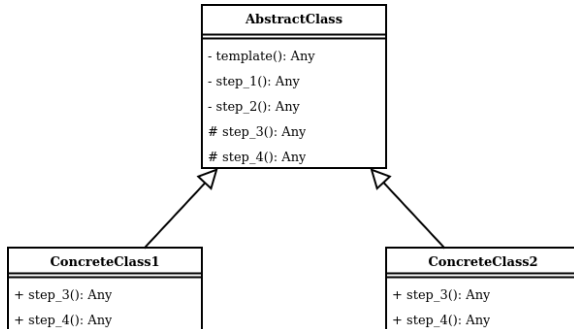 AbstractClass
- template(): Any
- step_1(): Any
- step_2(): Any
# step_3(): Any
# step_4(): Any
ConcreteClass1
+ step_3(): Any
+ step_4(): Any
ConcreteClass2
+ step_3(): Any
+ step_4(): Any